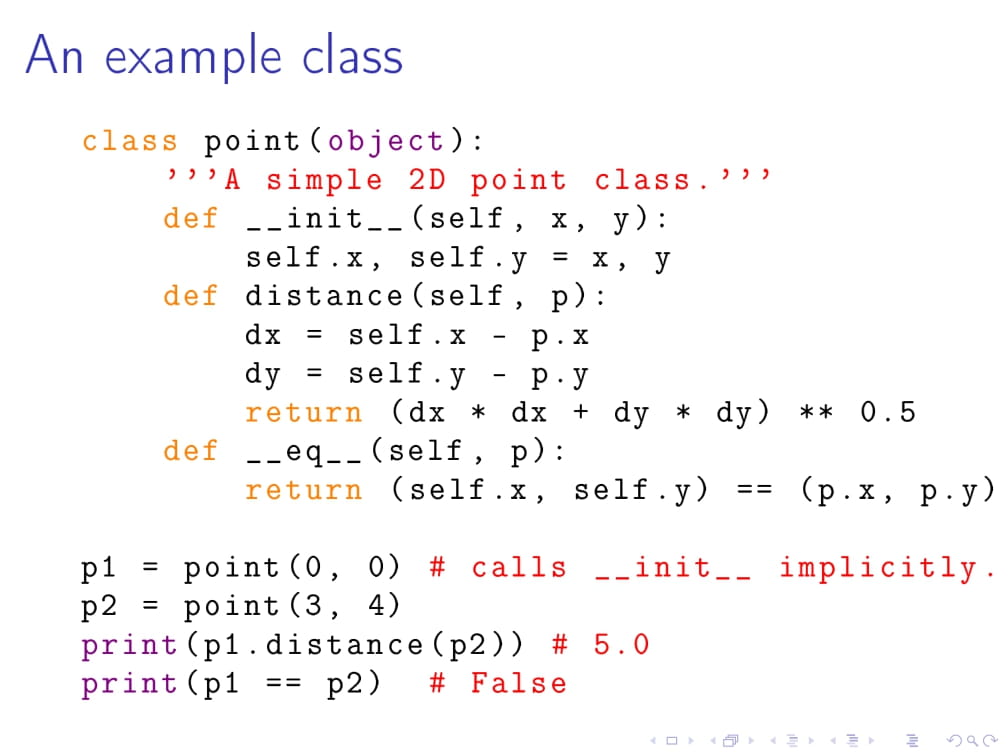 An example class
class point(object):
    '''A simple 2D point class.'''
    def __init__(self, x, y):
        self.x, self.y = x, y
    def distance(self, p):
        dx = self.x - p.x
        dy = self.y - p.y
        return (dx * dx + dy * dy) ** 0.5
    def __eq__(self, p):
        return (self.x, self.y) == (p.x, p.y)
p1 = point(0, 0) # calls __init__ implicitly.
p2 = point(3, 4)
print(p1.distance(p2)) # 5.0
print(p1 == p2)  # False